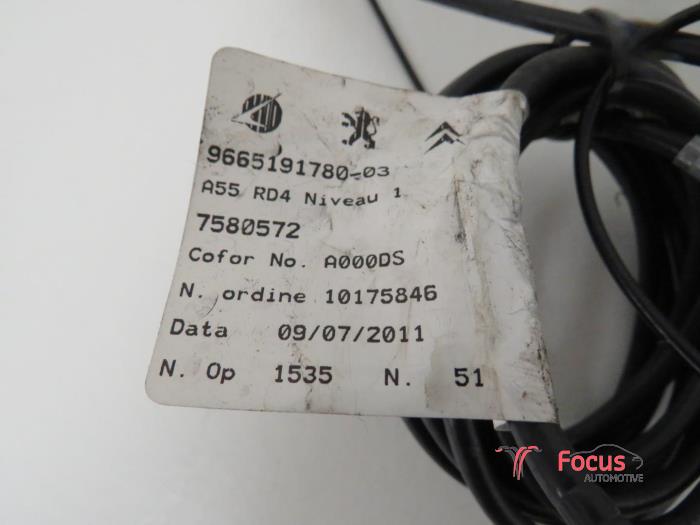 9665191780-03
A55 RD4 Niveau 1
7580572
Cofor No. A000DS
N. ordine 10175846
Data 09/07/2011
N. Op 1535 N. 51
Focus
AUTOMOTIVE